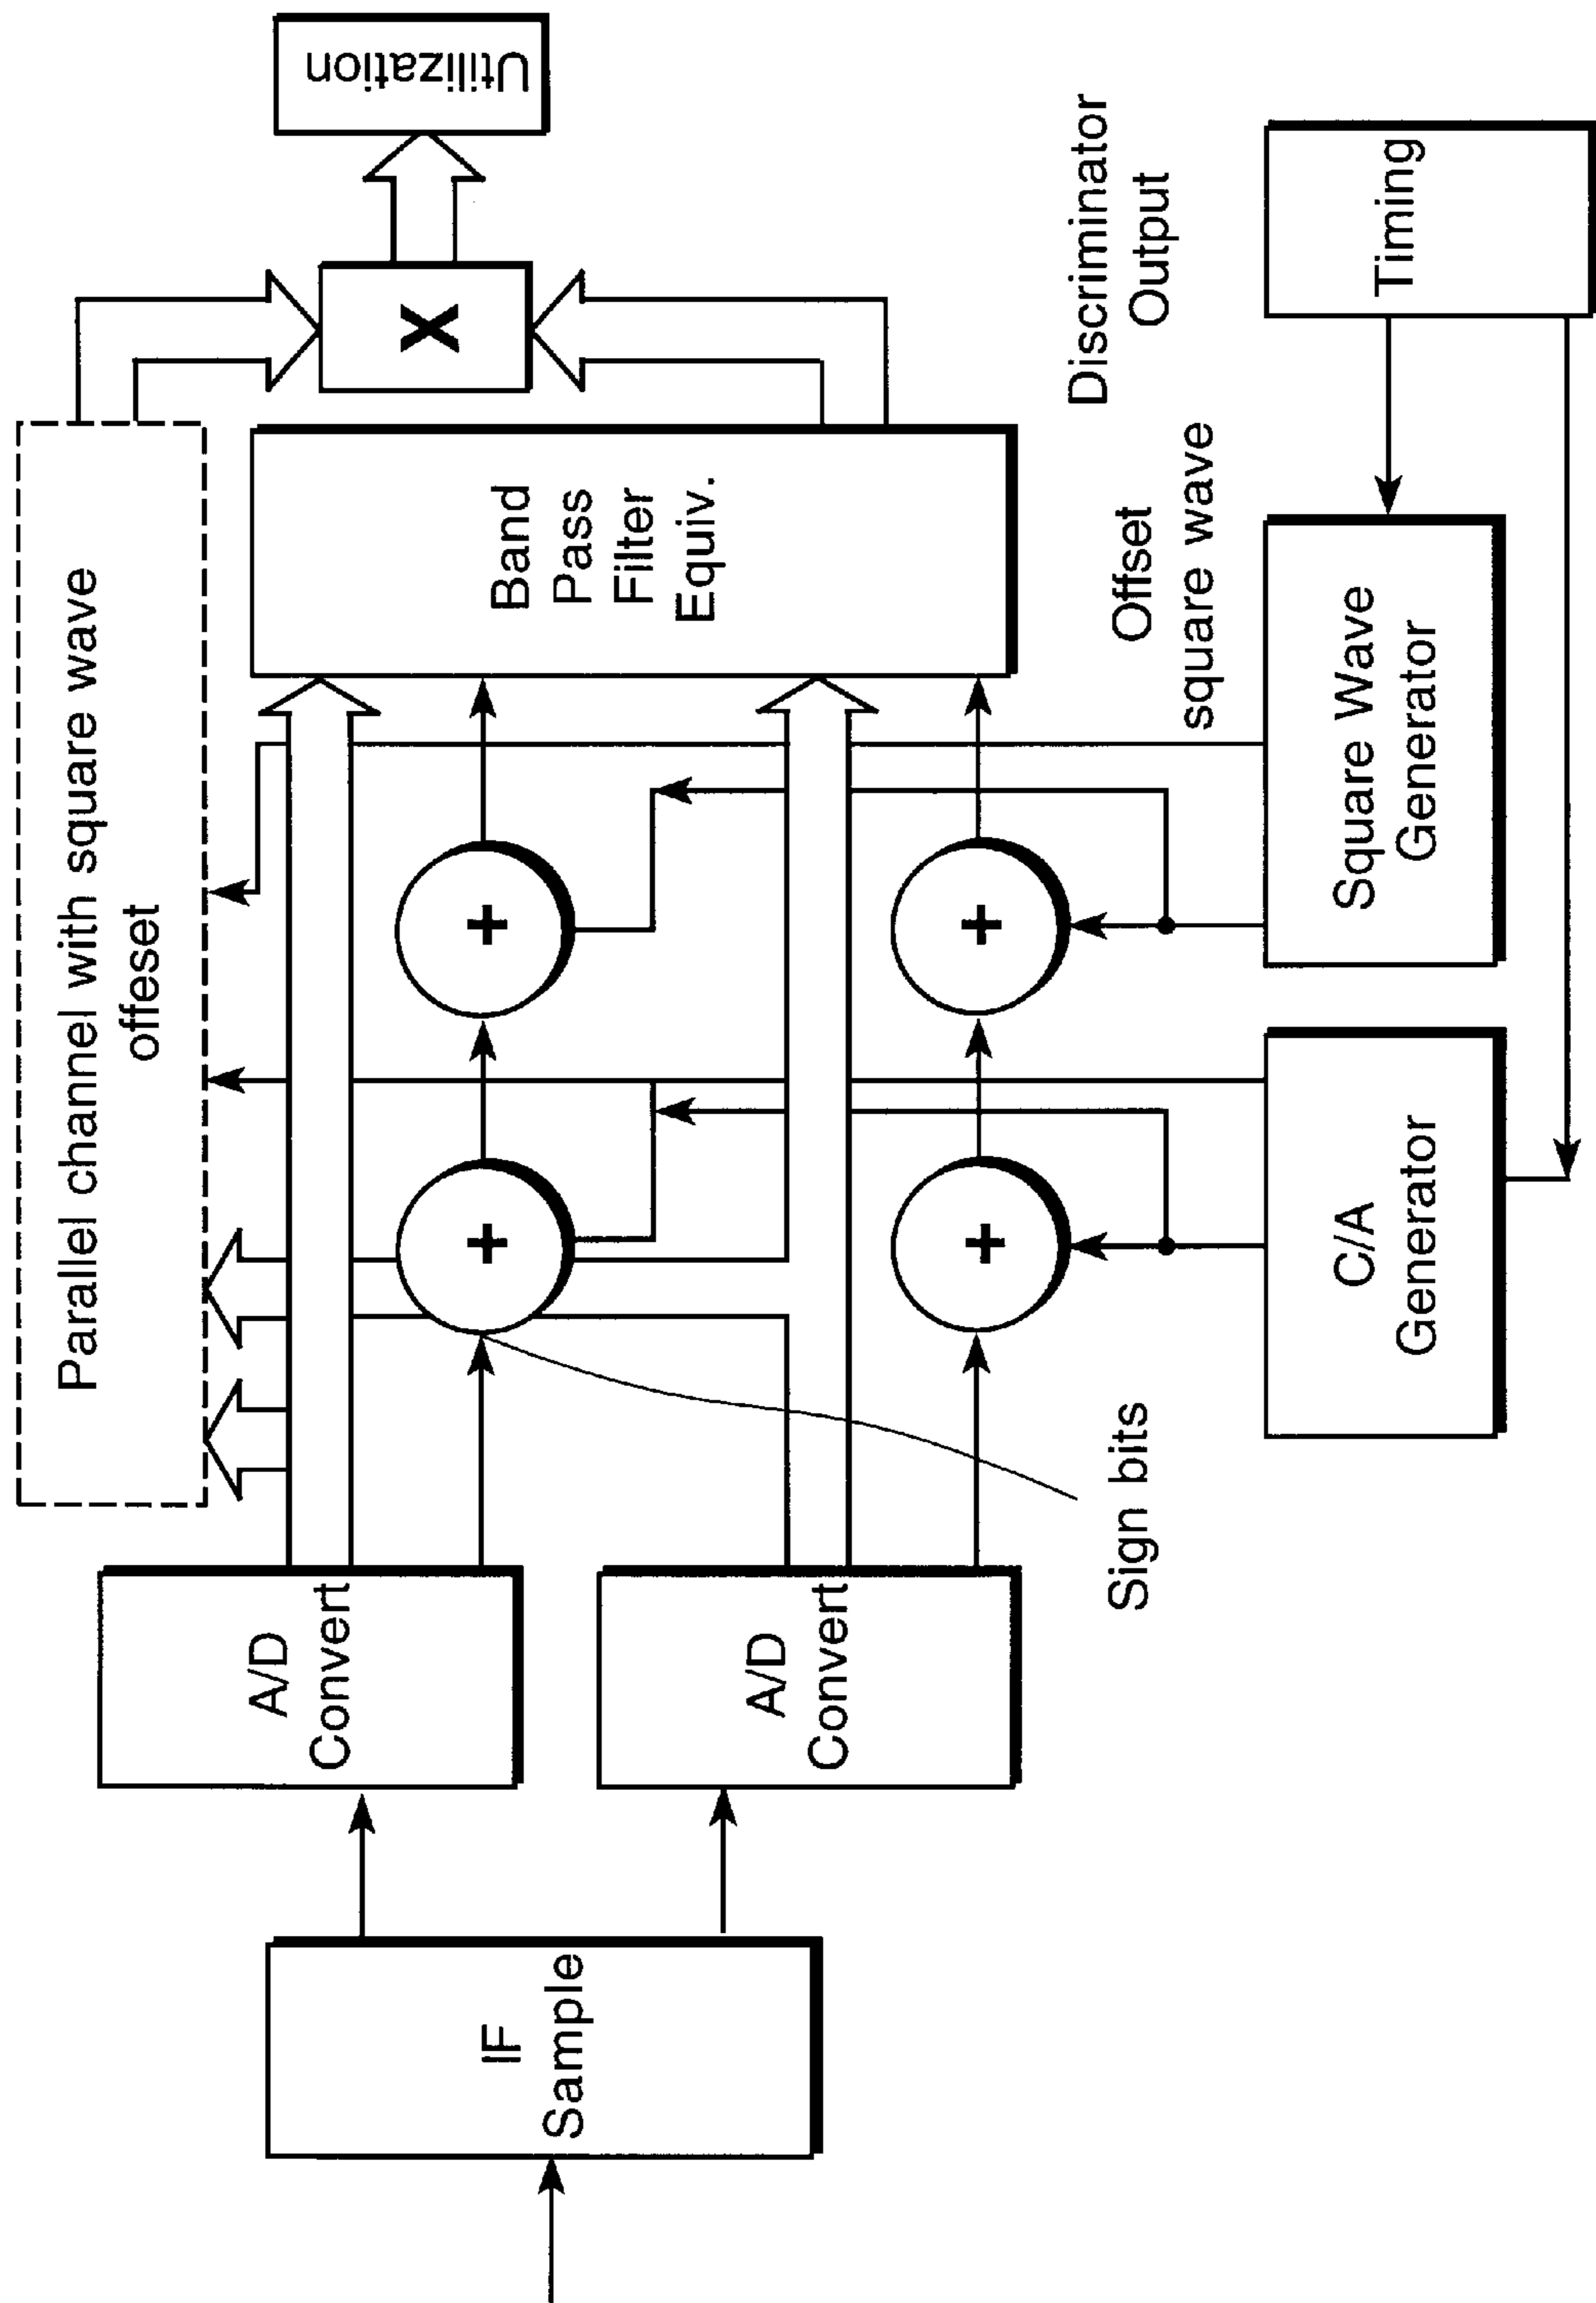 Parallel channel with square wave
offeset
Utilization
X
Band
Pass
Filter
Equiv.
A/D
Convert
+
+
IF
Sample
A/D
Convert
+
+
Sign bits
Offset
square wave
Discriminator
Output
C/A
Generator
Square Wave
Generator
Timing